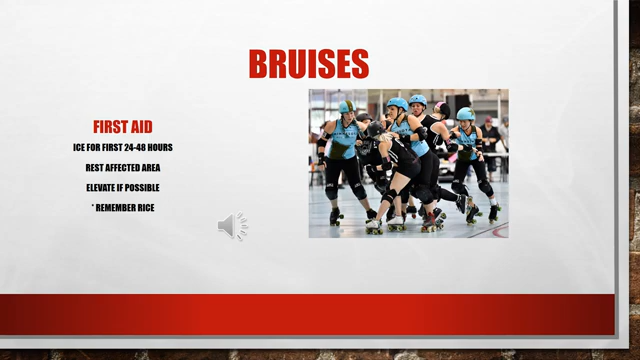 BRUISES
FIRST AID
ICE FOR FIRST 24-48 HOURS
REST AFFECTED AREA
ELEVATE IF POSSIBLE
* REMEMBER RICE